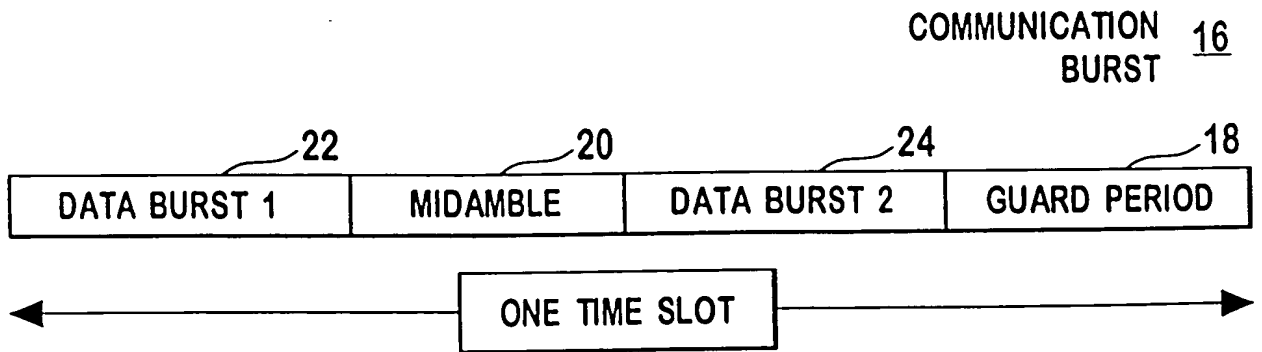 COMMUNICATION 16
BURST
22 20 24 18
DATA BURST 1 MIDAMBLE DATA BURST 2 GUARD PERIOD
ONE TIME SLOT